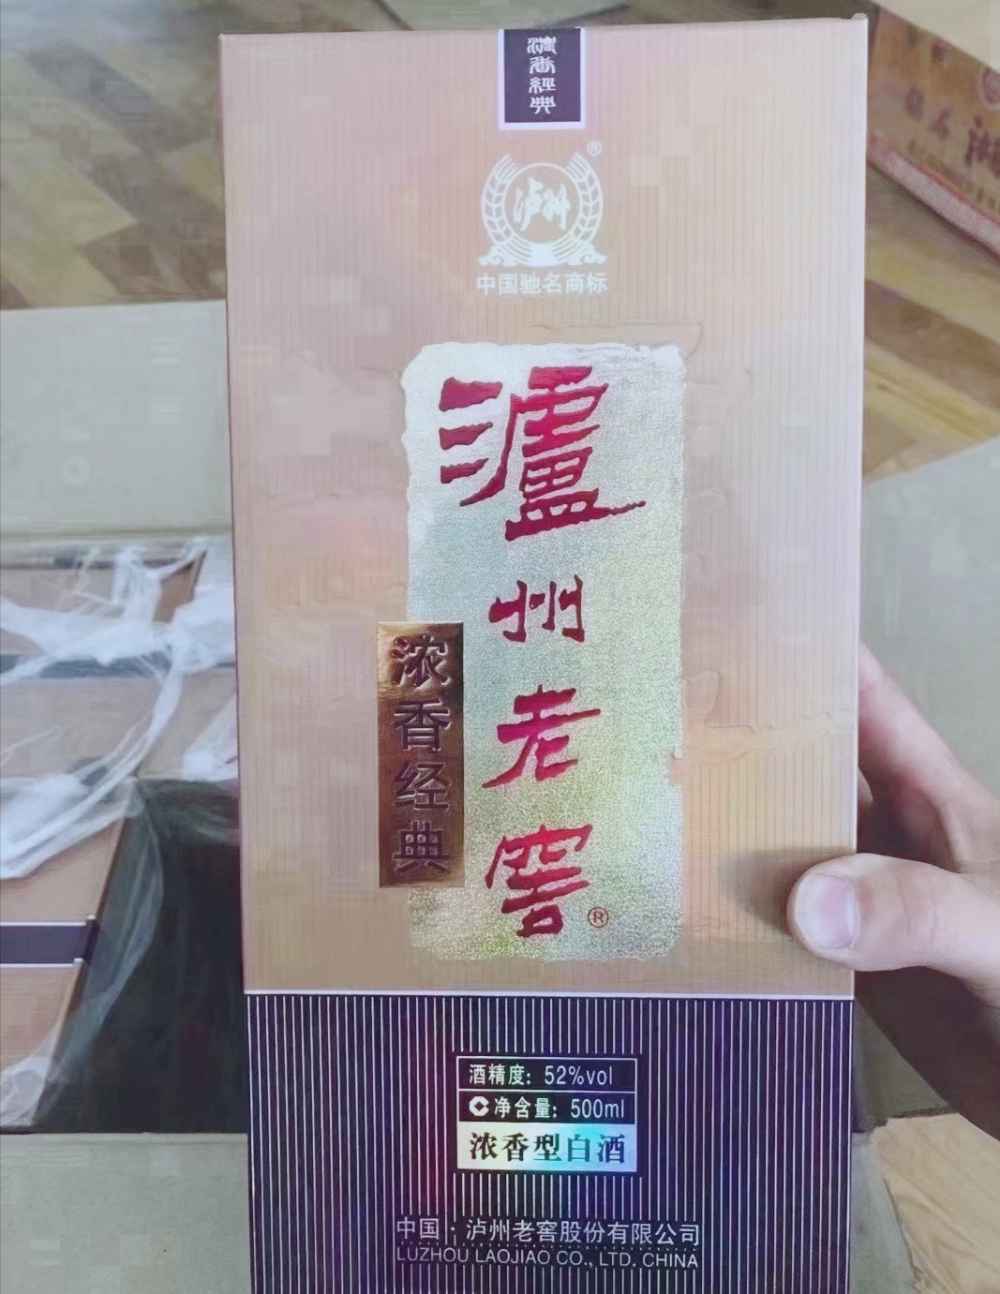 濃香經典
泸州
®
中国驰名商标
瀘州老窖
®
浓香经典
酒精度: 52%vol
净含量: 500ml
浓香型白酒
中国·泸州老窖股份有限公司
LUZHOU LAOJIAO CO., LTD. CHINA